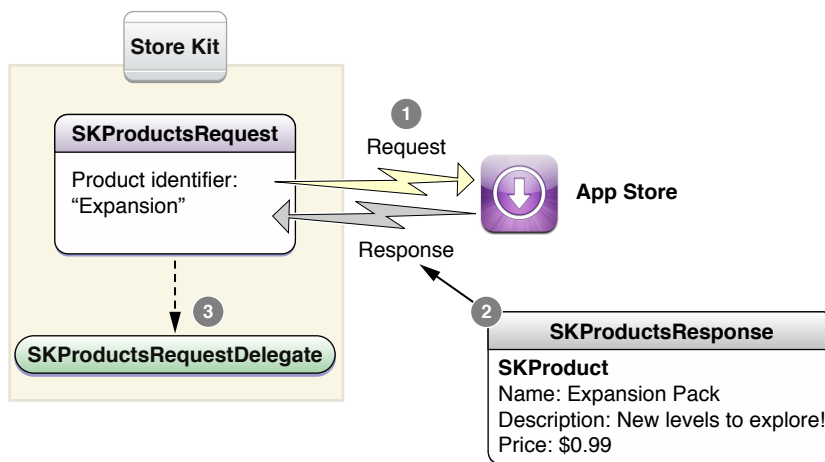 Store Kit
SKProductsRequest
Product identifier:
“Expansion”
1
Request
App Store
Response
3
SKProductsRequestDelegate
2
SKProductsResponse
SKProduct
Name: Expansion Pack
Description: New levels to explore!
Price: $0.99